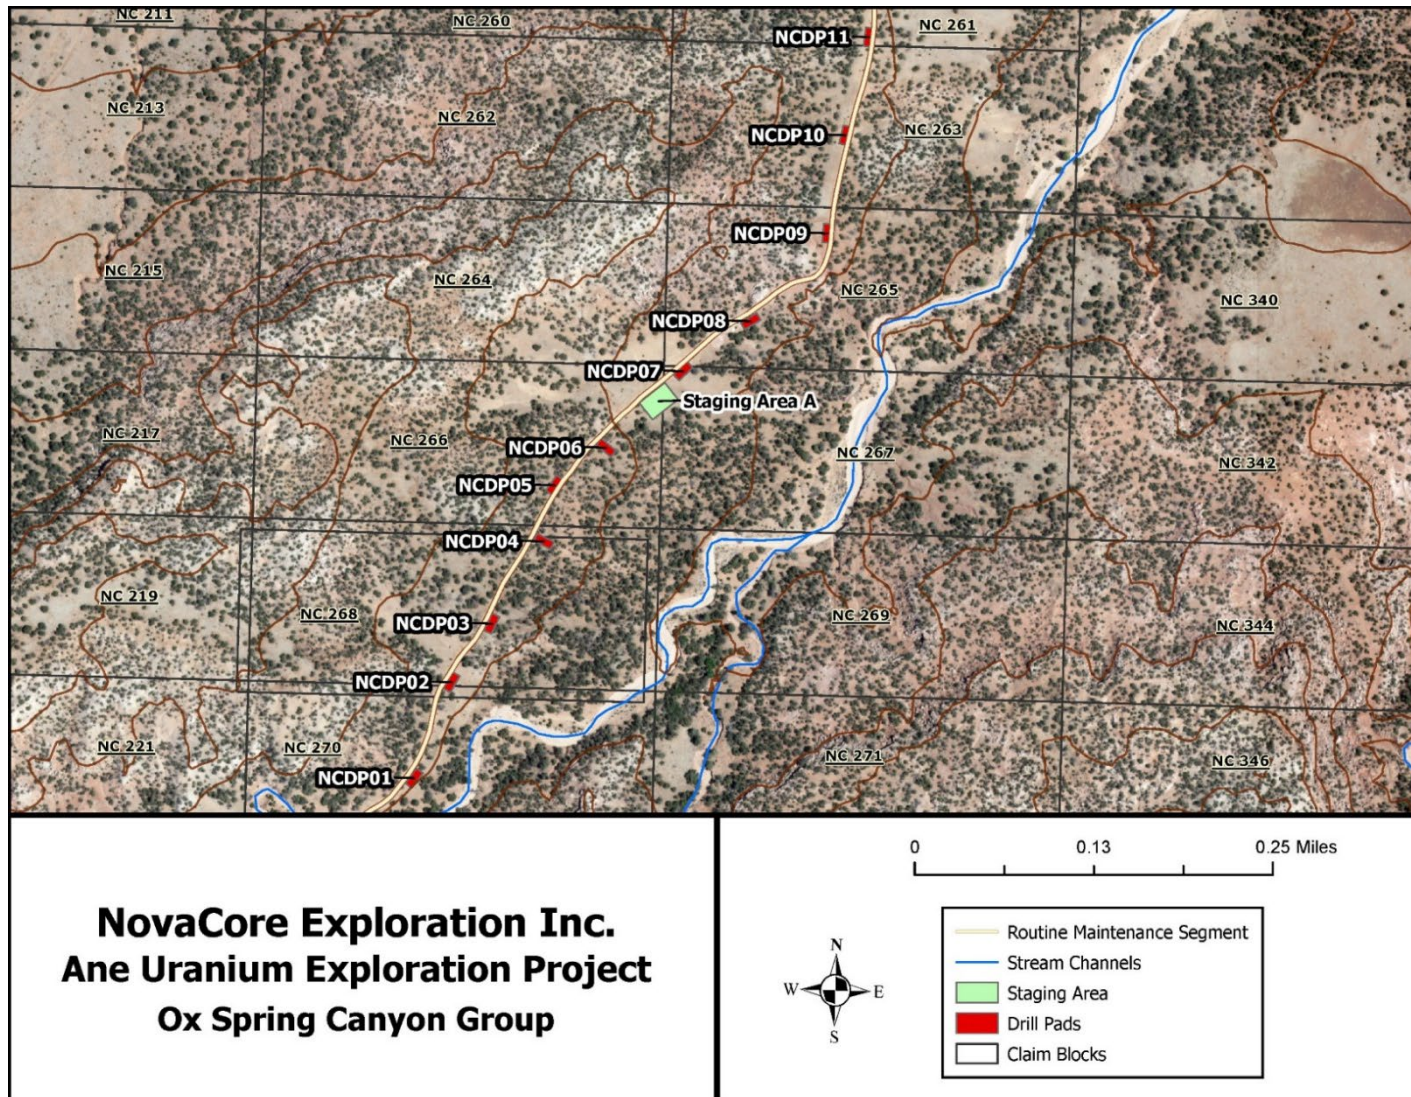 NC 211
NC 260
NCDP11
NC 261
NC 213
NC 262
NCDP10
NC 263
NCDP09
NC 215
NC 264
NC 265
NC 340
NCDP08
NCDP07
Staging Area A
NC 217
NC 266
NCDP06
NC 267
NC 342
NCDP05
NCDP04
NC 219
NC 268
NCDP03
NC 269
NC 344
NCDP02
NC 221
NC 270
NC 271
NC 346
NCDP01
NovaCore Exploration Inc.
Ane Uranium Exploration Project
Ox Spring Canyon Group
0 0.13 0.25 Miles
N
W E
S
Routine Maintenance Segment
Stream Channels
Staging Area
Drill Pads
Claim Blocks